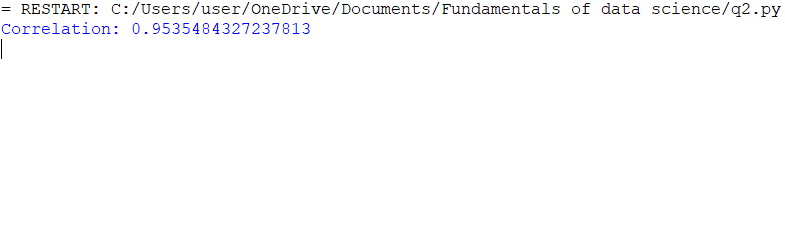 = RESTART: C:/Users/user/OneDrive/Documents/Fundamentals of data science/q2.py
Correlation: 0.9535484327237813